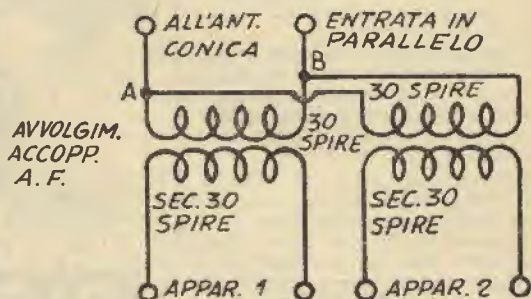 ALL'ANT.
CONICA
ENTRATA IN
PARALLELO
A
B
30 SPIRE
AVVOLGIM.
ACCOPP.
A.F.
30
SPIRE
SEC. 30
SPIRE
SEC. 30
SPIRE
APPAR. 1
APPAR. 2